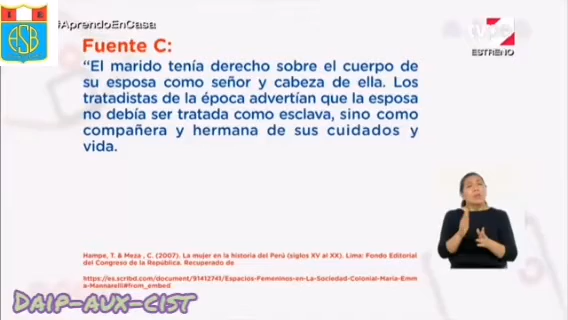 I E
ASB
#AprendoEnCasa
tvpe
ESTRENO
Fuente C:
“El marido tenía derecho sobre el cuerpo de
su esposa como señor y cabeza de ella. Los
tratadistas de la época advertían que la esposa
no debía ser tratada como esclava, sino como
compañera y hermana de sus cuidados y
vida.
Hampe, T. & Meza , C. (2007). La mujer en la historia del Perú (siglos XV al XX). Lima: Fondo Editorial
del Congreso de la República. Recuperado de
https://es.scribd.com/document/91412741/Espacios-Femeninos-en-La-Sociedad-Colonial-Maria-Emm
a-Mannarelli#from_embed
DAIP-AUX-CIST